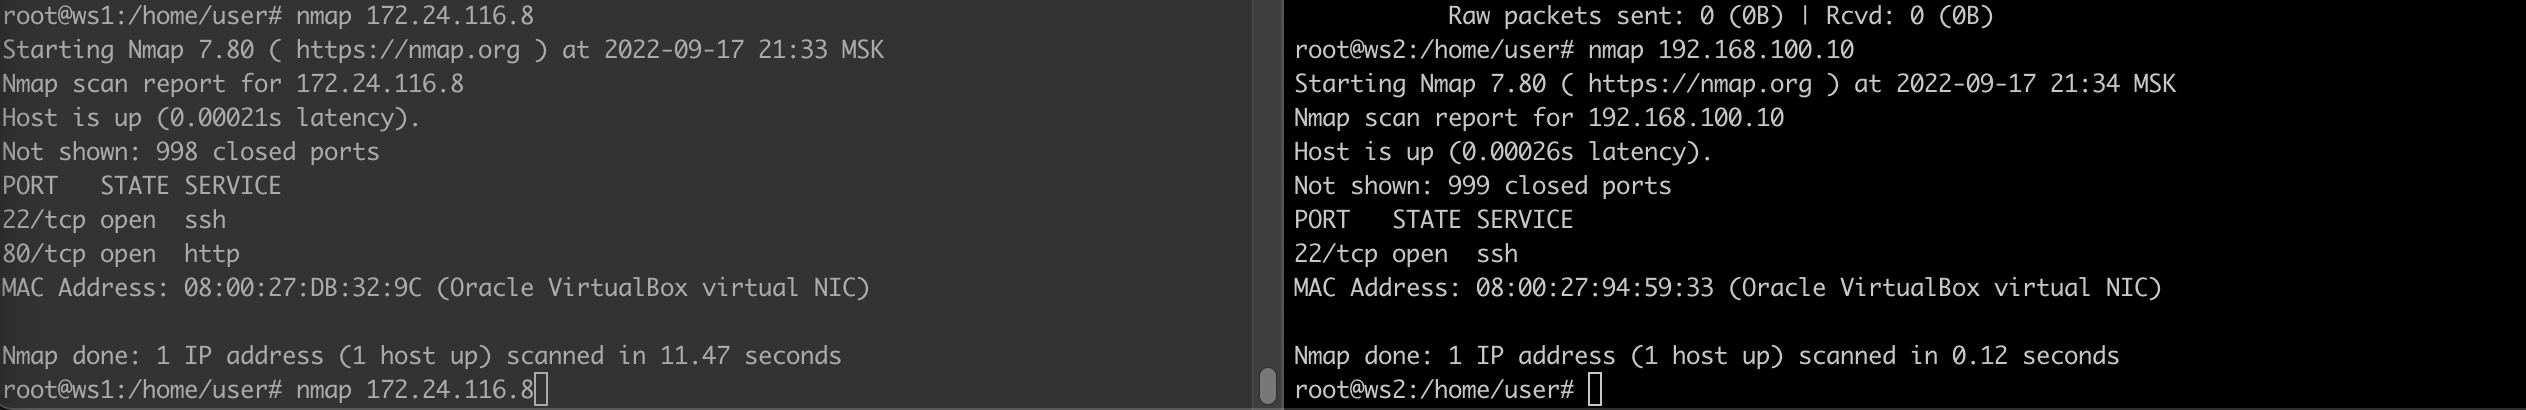 root@ws1:/home/user# nmap 172.24.116.8
Starting Nmap 7.80 ( https://nmap.org ) at 2022-09-17 21:33 MSK
Nmap scan report for 172.24.116.8
Host is up (0.00021s latency).
Not shown: 998 closed ports
PORT   STATE SERVICE
22/tcp open  ssh
80/tcp open  http
MAC Address: 08:00:27:DB:32:9C (Oracle VirtualBox virtual NIC)

Nmap done: 1 IP address (1 host up) scanned in 11.47 seconds
root@ws1:/home/user# nmap 172.24.116.8
Raw packets sent: 0 (0B) | Rcvd: 0 (0B)
root@ws2:/home/user# nmap 192.168.100.10
Starting Nmap 7.80 ( https://nmap.org ) at 2022-09-17 21:34 MSK
Nmap scan report for 192.168.100.10
Host is up (0.00026s latency).
Not shown: 999 closed ports
PORT   STATE SERVICE
22/tcp open  ssh
MAC Address: 08:00:27:94:59:33 (Oracle VirtualBox virtual NIC)

Nmap done: 1 IP address (1 host up) scanned in 0.12 seconds
root@ws2:/home/user#